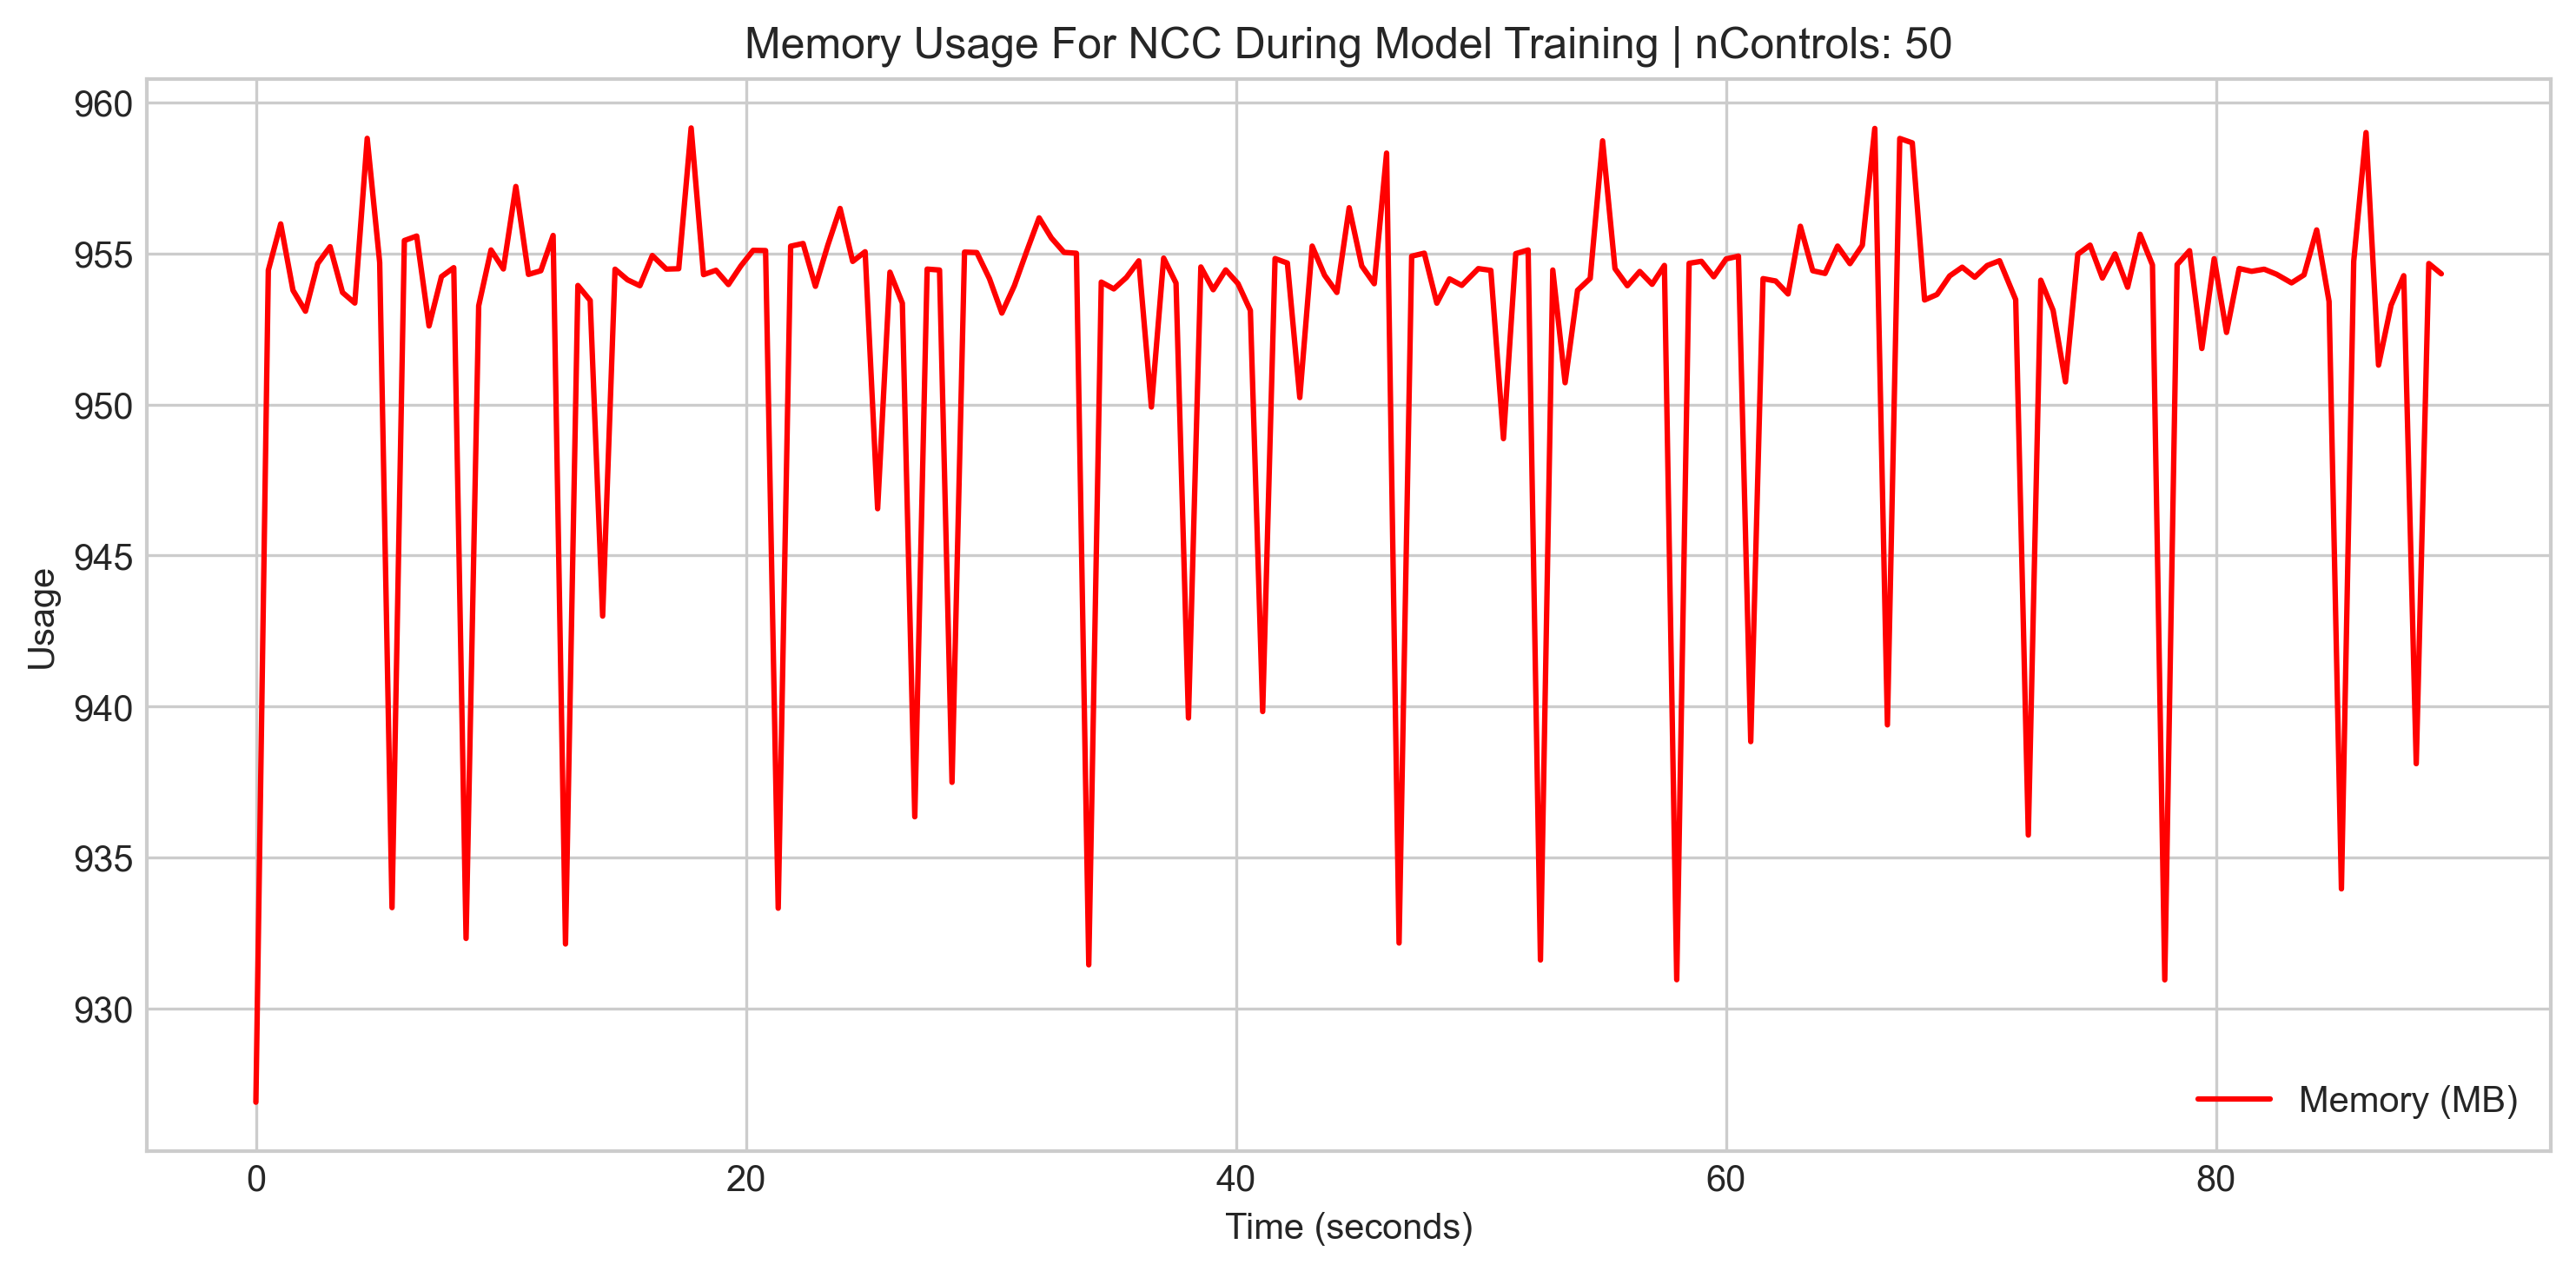 Memory Usage For NCC During Model Training | nControls: 50
960
955
950
945
940
935
930
Usage
0 20 40 60 80
Time (seconds)
Memory (MB)